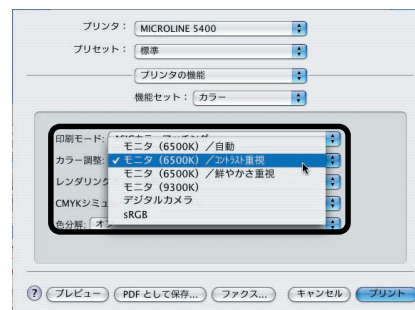 プリンタ： MICROLINE 5400
プリセット： 標準
プリンタの機能
機能セット： カラー
印刷モード:
モニタ（6500K）／自動
カラー調整: ✓ モニタ（6500K）／コントラスト重視
モニタ（6500K）／鮮やかさ重視
レンダリング
モニタ（9300K）
デジタルカメラ
CMYKシミュ
sRGB
色分解: オ
? プレビュー PDF として保存... ファクス... キャンセル プリント